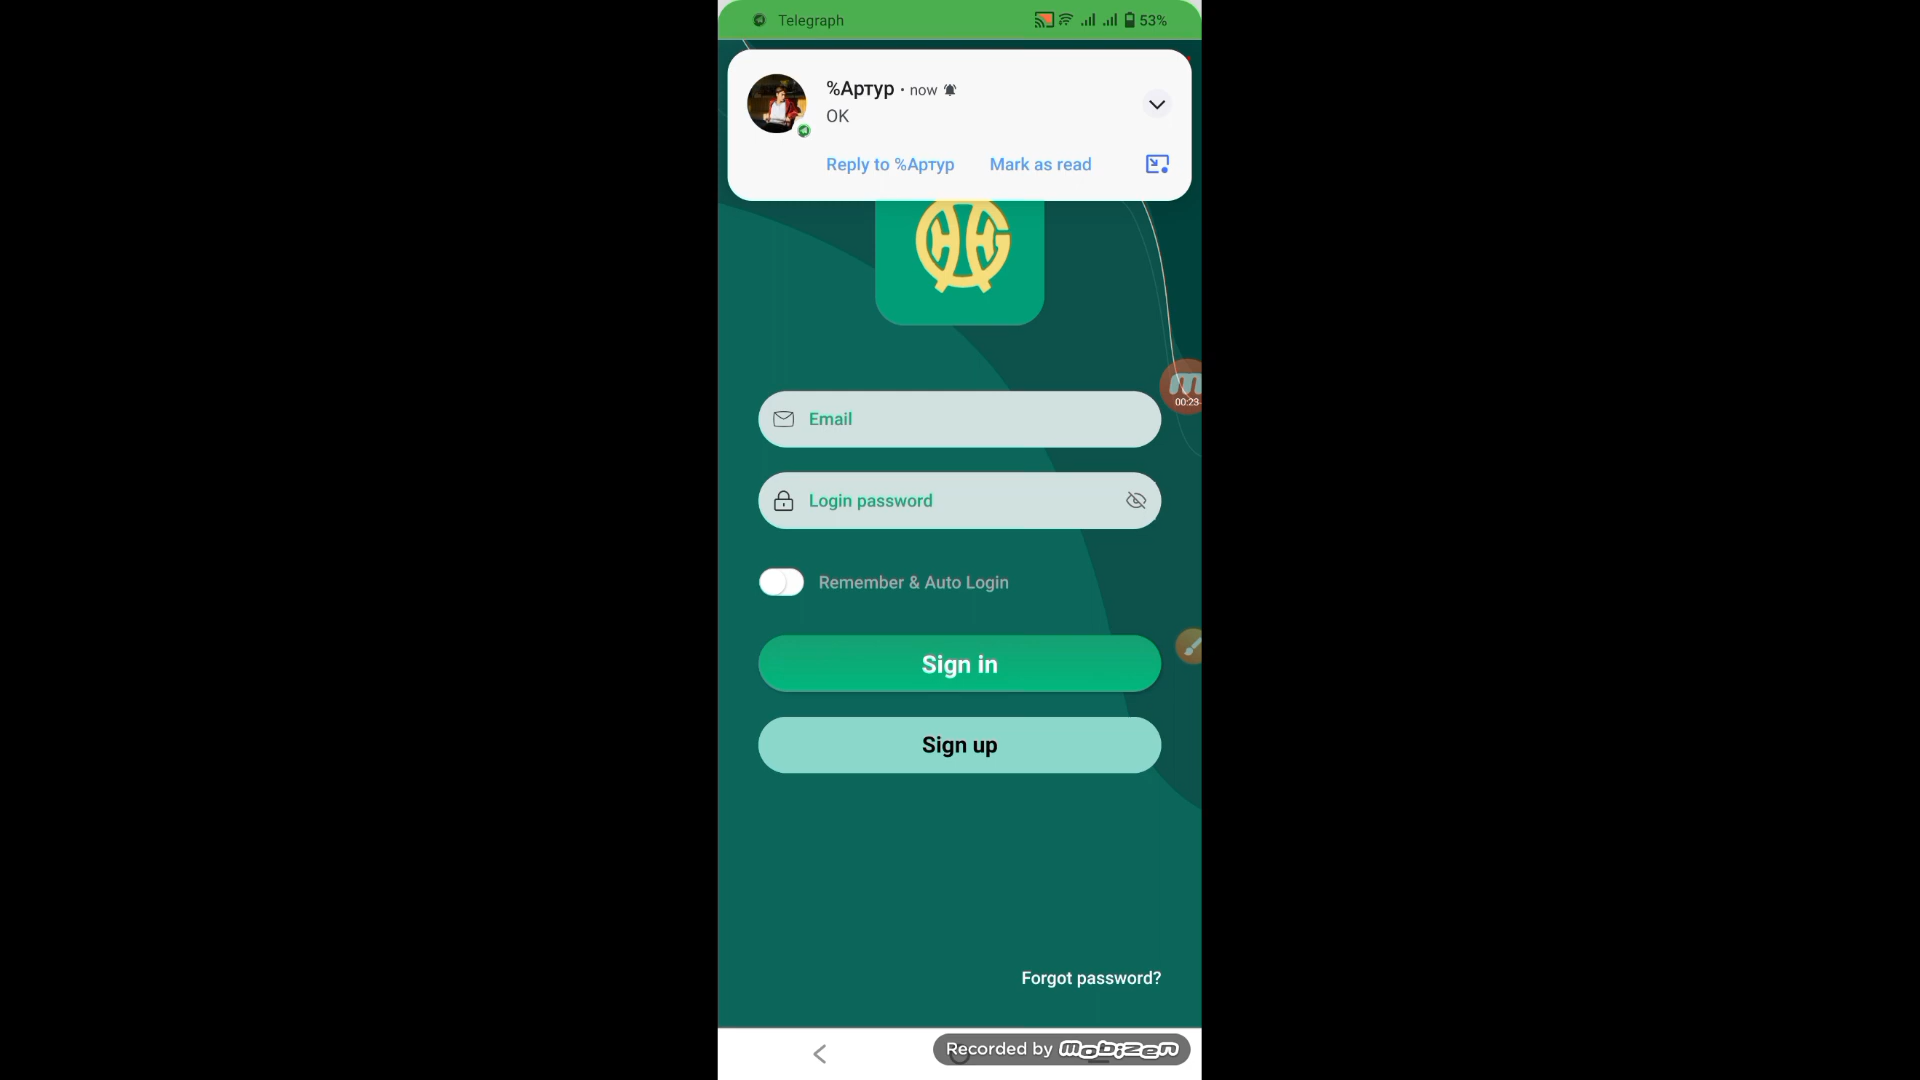 Telegraph
53%
%Артур · now
OK
Reply to %Артур
Mark as read
Email
00:23
Login password
Remember & Auto Login
Sign in
Sign up
Forgot password?
Recorded by mobizen